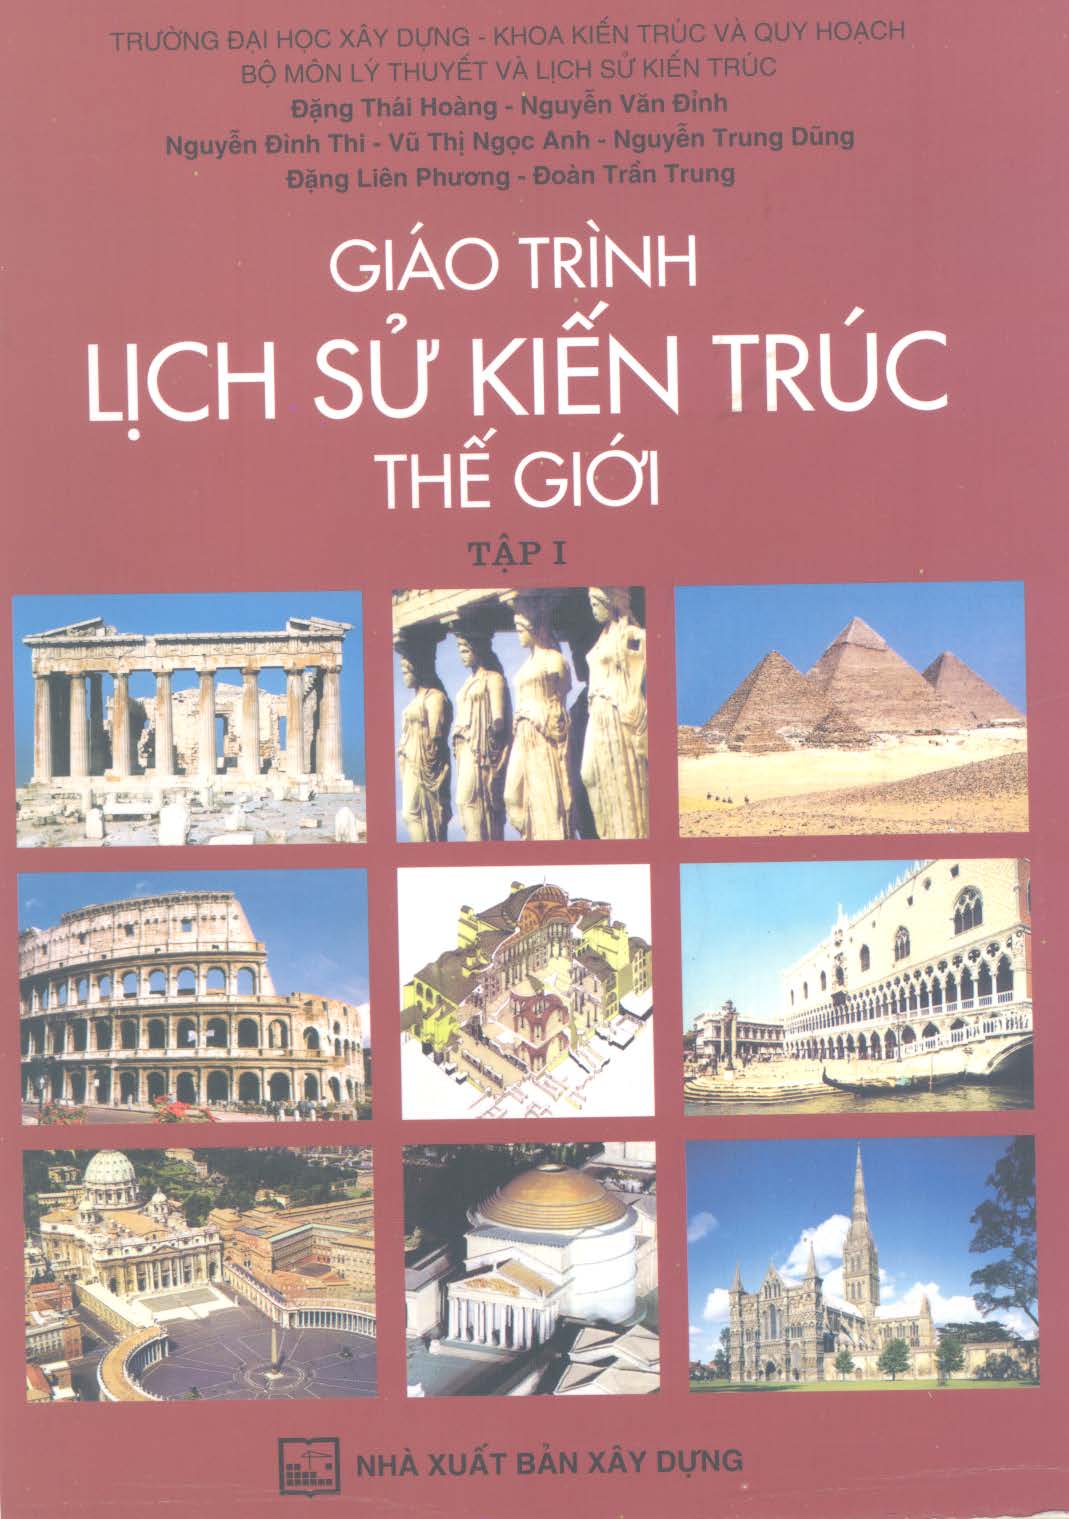 TRƯỜNG ĐẠI HỌC XÂY DỰNG - KHOA KIẾN TRÚC VÀ QUY HOẠCH
BỘ MÔN LÝ THUYẾT VÀ LỊCH SỬ KIẾN TRÚC
Đặng Thái Hoàng - Nguyễn Văn Đỉnh
Nguyễn Đình Thi - Vũ Thị Ngọc Anh - Nguyễn Trung Dũng
Đặng Liên Phương - Đoàn Trần Trung
GIÁO TRÌNH
LỊCH SỬ KIẾN TRÚC
THẾ GIỚI
TẬP I
NHÀ XUẤT BẢN XÂY DỰNG